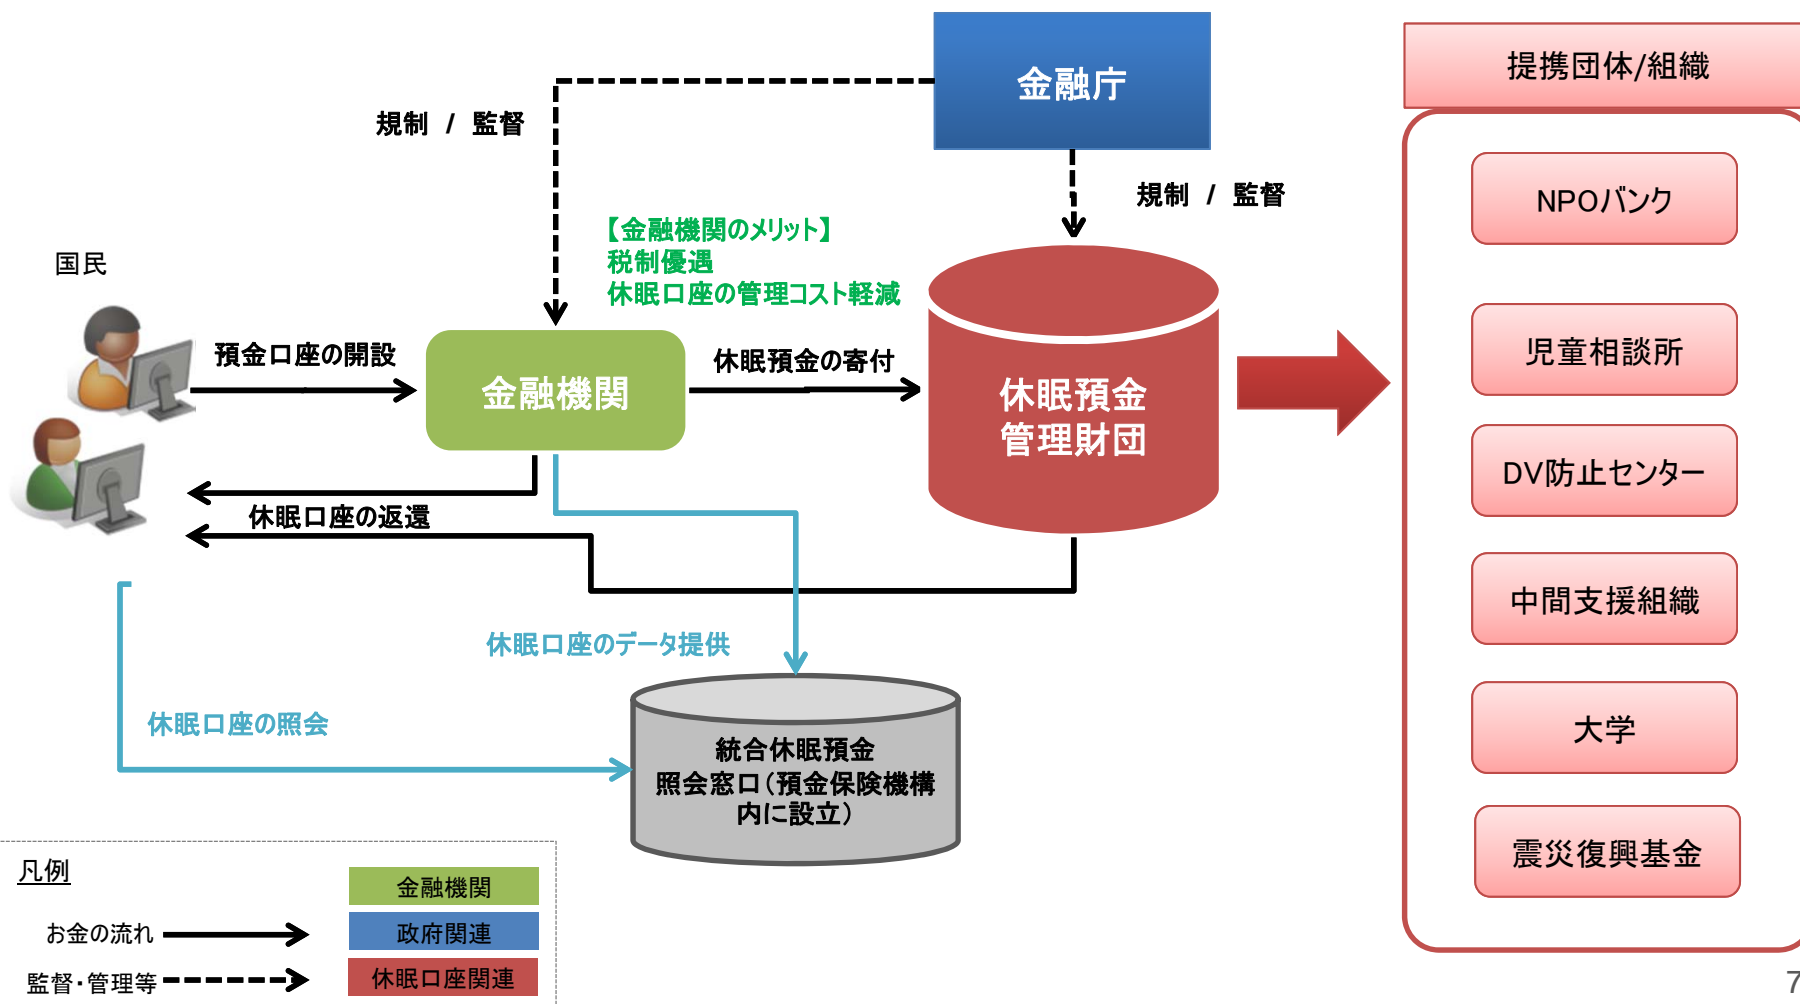 金融庁
提携団体/組織
規制 / 監督
規制 / 監督
NPOバンク
【金融機関のメリット】
税制優遇
休眠口座の管理コスト軽減
国民
預金口座の開設
金融機関
休眠預金の寄付
休眠預金
管理財団
児童相談所
DV防止センター
休眠口座の返還
中間支援組織
休眠口座のデータ提供
休眠口座の照会
大学
統合休眠預金
照会窓口(預金保険機構
内に設立)
震災復興基金
凡例
金融機関
お金の流れ
政府関連
監督・管理等
休眠口座関連
7